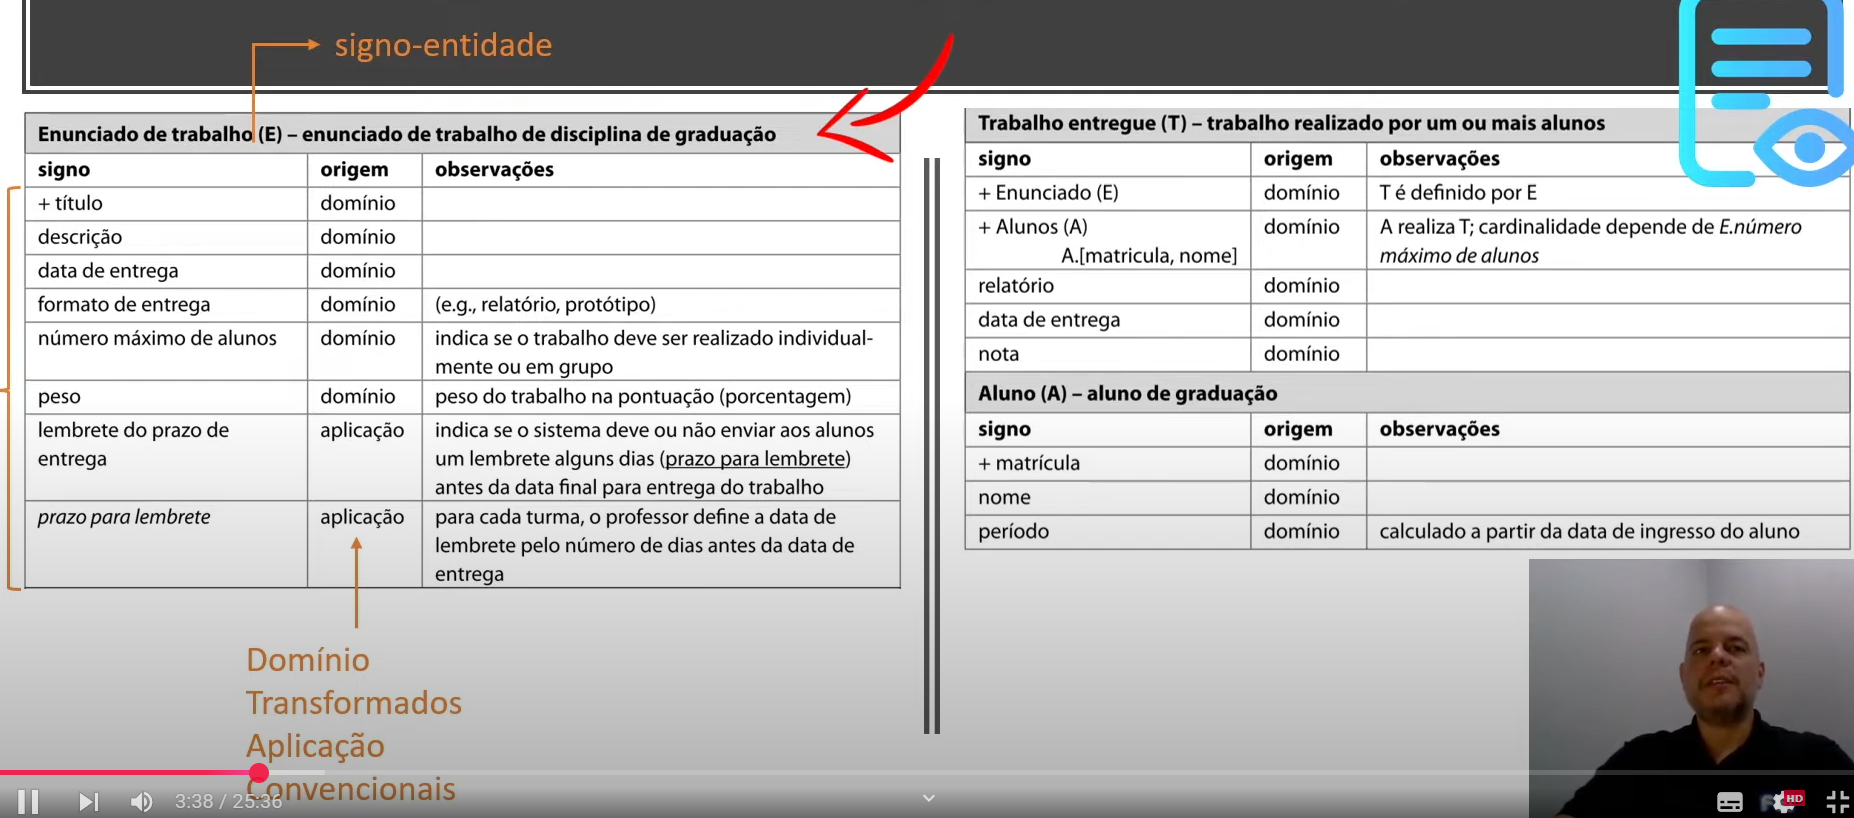 signo-entidade
Enunciado de trabalho (E) – enunciado de trabalho de disciplina de graduação
signo origem observações
+ título domínio
descrição domínio
data de entrega domínio
formato de entrega domínio (e.g., relatório, protótipo)
número máximo de alunos domínio indica se o trabalho deve ser realizado individual-
mente ou em grupo
peso domínio peso do trabalho na pontuação (porcentagem)
lembrete do prazo de aplicação indica se o sistema deve ou não enviar aos alunos
entrega um lembrete alguns dias (prazo para lembrete)
antes da data final para entrega do trabalho
prazo para lembrete aplicação para cada turma, o professor define a data de
lembrete pelo número de dias antes da data de
entrega
Domínio
Transformados
Aplicação
Convencionais
Trabalho entregue (T) – trabalho realizado por um ou mais alunos
signo origem observações
+ Enunciado (E) domínio T é definido por E
+ Alunos (A) domínio A realiza T; cardinalidade depende de E.número
A.[matricula, nome] máximo de alunos
relatório domínio
data de entrega domínio
nota domínio
Aluno (A) – aluno de graduação
signo origem observações
+ matrícula domínio
nome domínio
período domínio calculado a partir da data de ingresso do aluno
3:38 / 25:36
HD